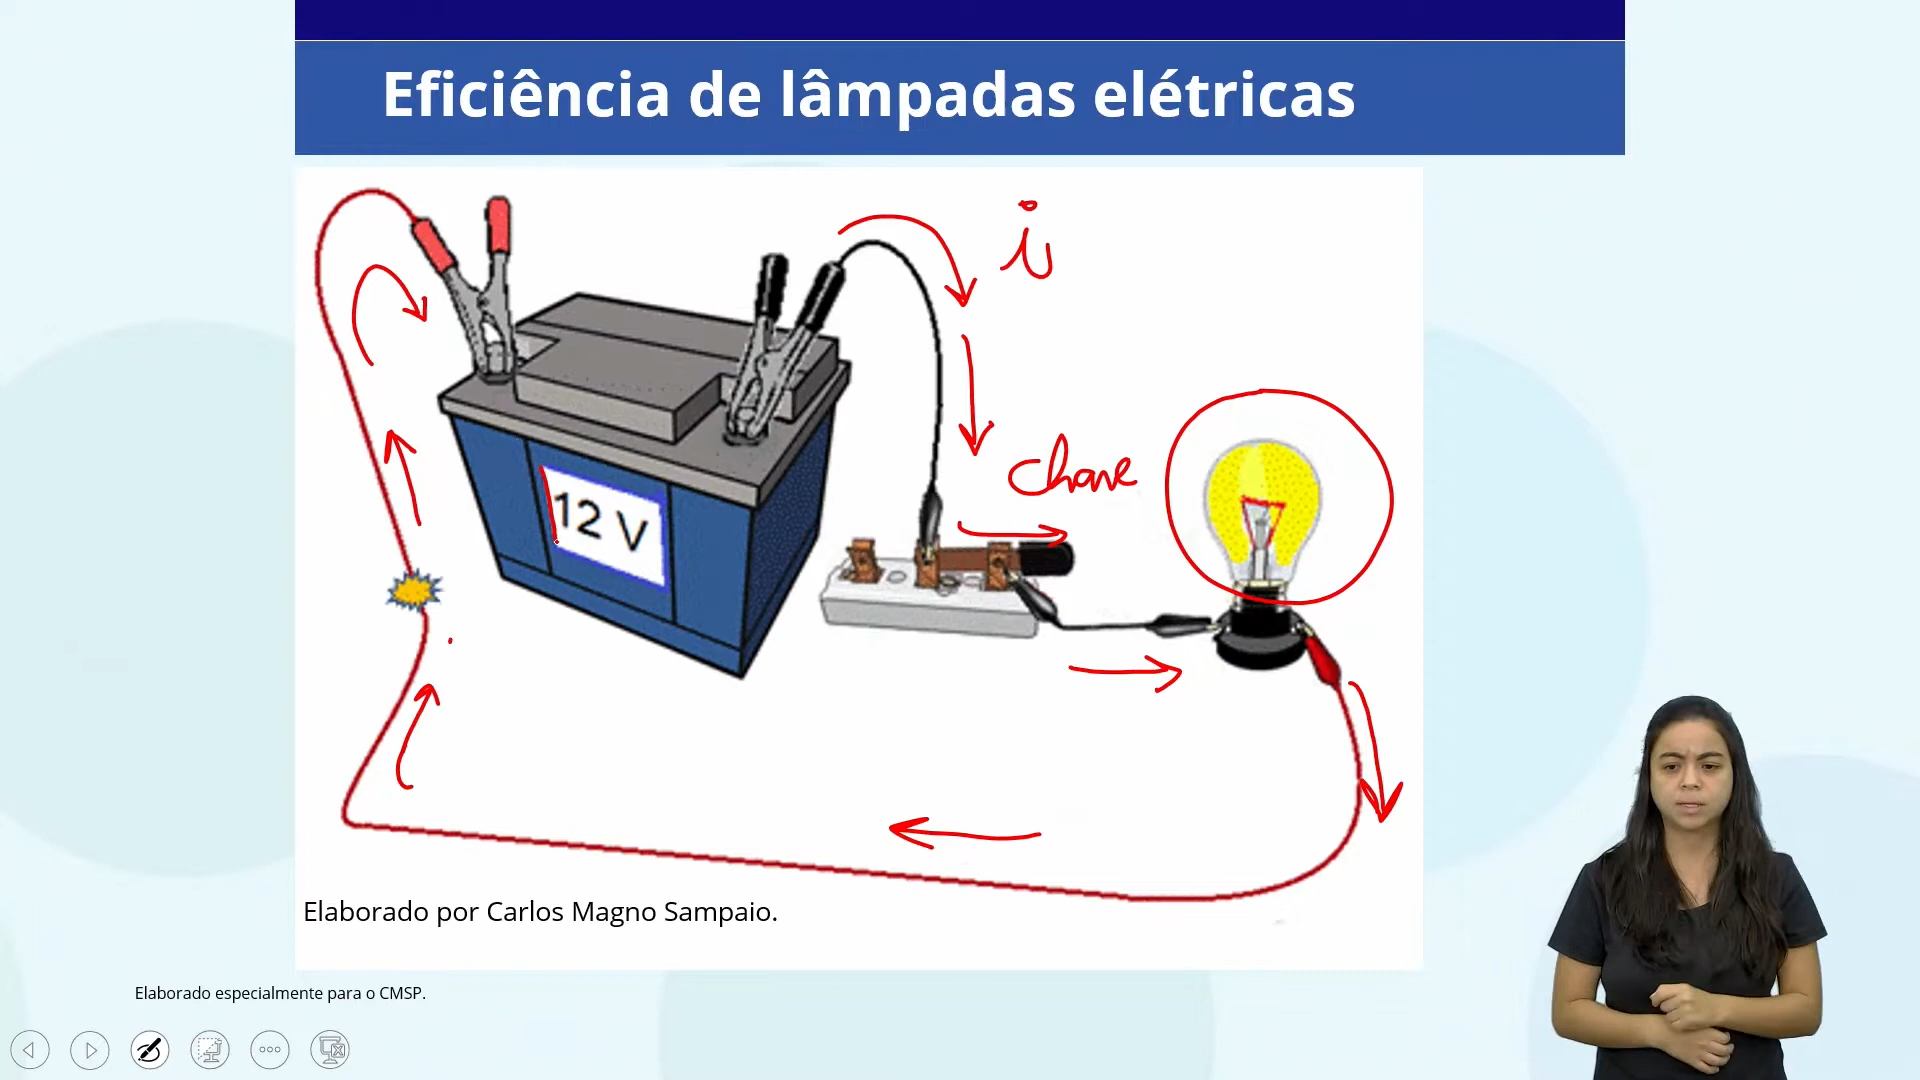 Eficiência de lâmpadas elétricas
i
chave
12 V
Elaborado por Carlos Magno Sampaio.
Elaborado especialmente para o CMSP.